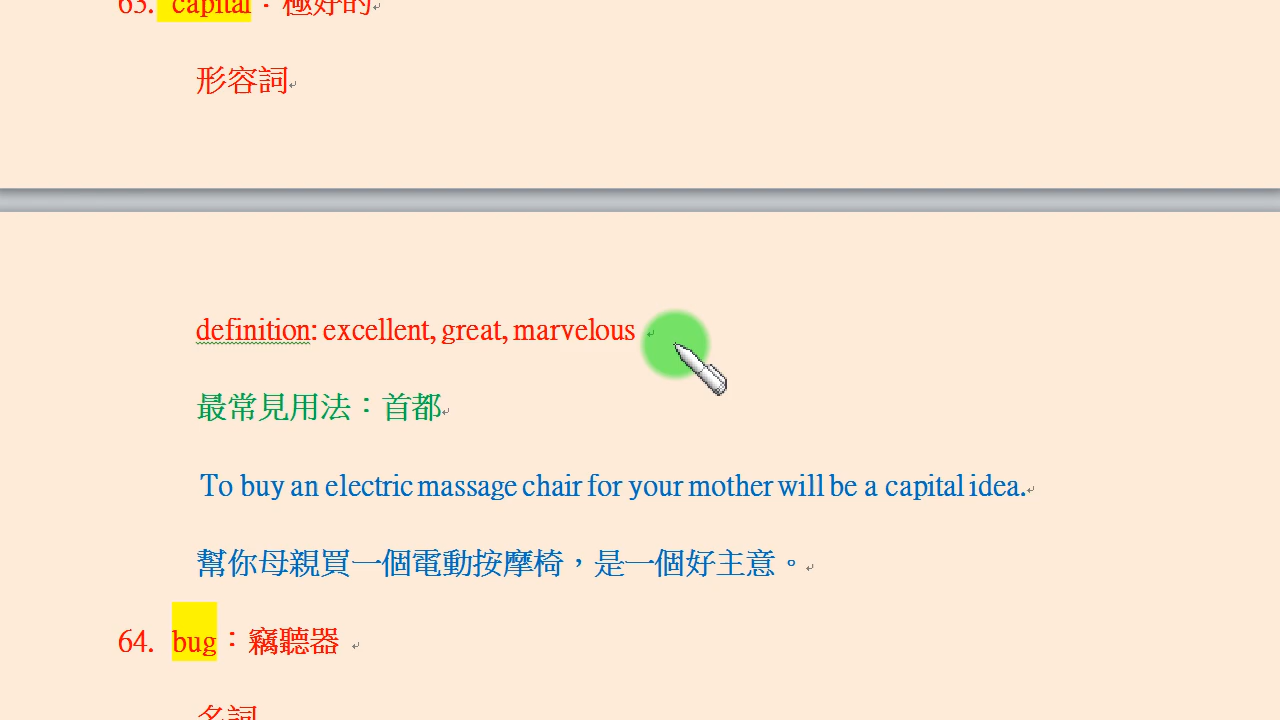 63. capital：極好的
形容詞
definition: excellent, great, marvelous
最常見用法：首都
To buy an electric massage chair for your mother will be a capital idea.
幫你母親買一個電動按摩椅，是一個好主意。
64. bug：竊聽器
名詞